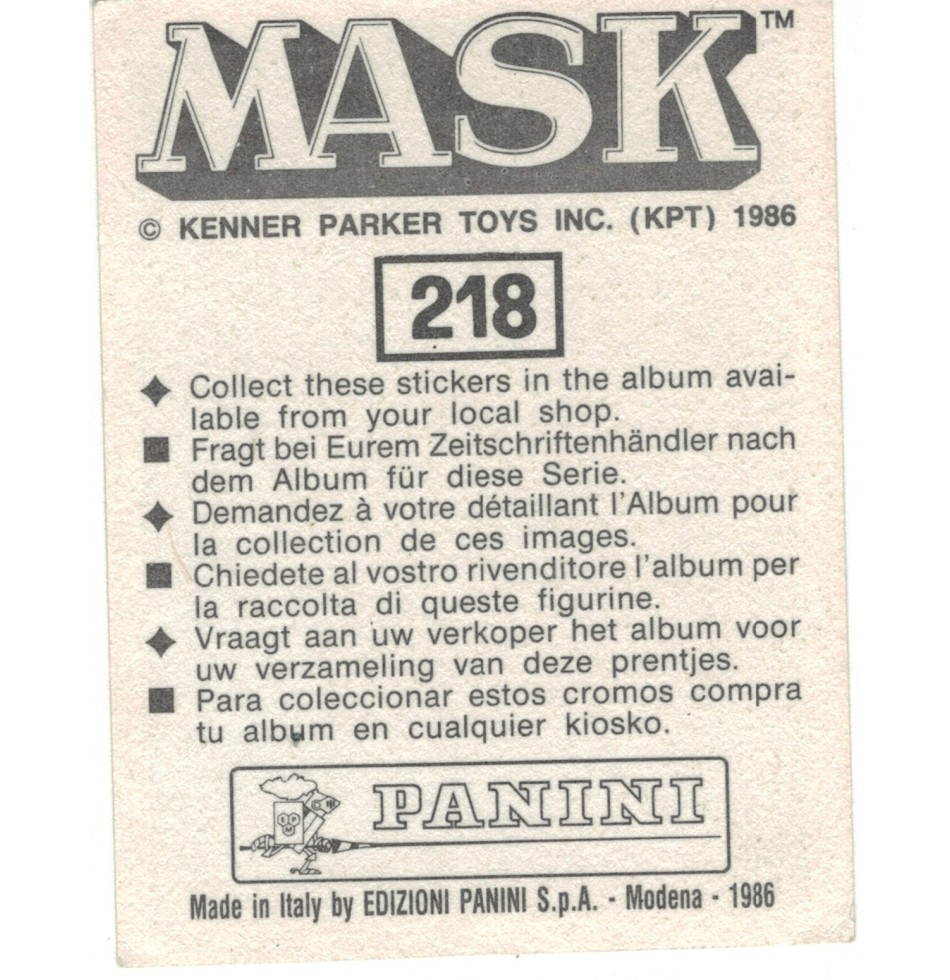 MASK™
© KENNER PARKER TOYS INC. (KPT) 1986
218
Collect these stickers in the album avai-
lable from your local shop.
Fragt bei Eurem Zeitschriftenhändler nach
dem Album für diese Serie.
Demandez à votre détaillant l'Album pour
la collection de ces images.
Chiedete al vostro rivenditore l'album per
la raccolta di queste figurine.
Vraagt aan uw verkoper het album voor
uw verzameling van deze prentjes.
Para coleccionar estos cromos compra
tu album en cualquier kiosko.
EPM
PANINI
Made in Italy by EDIZIONI PANINI S.p.A. - Modena - 1986